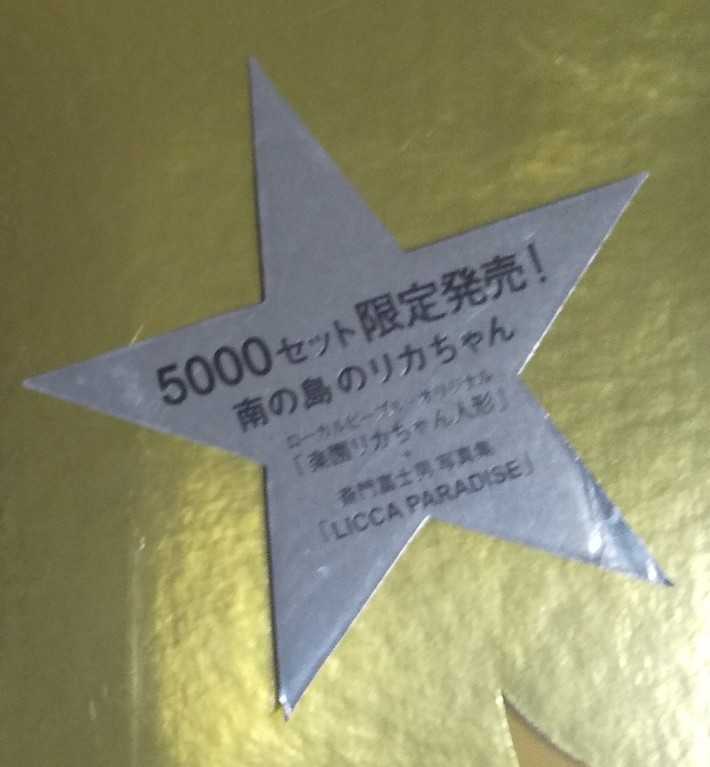 5000セット限定発売!
南の島のリカちゃん
ローカルピープル・オリジナル
「楽園リカちゃん人形」
+
富士男写真集
「LICCA PARADISE」